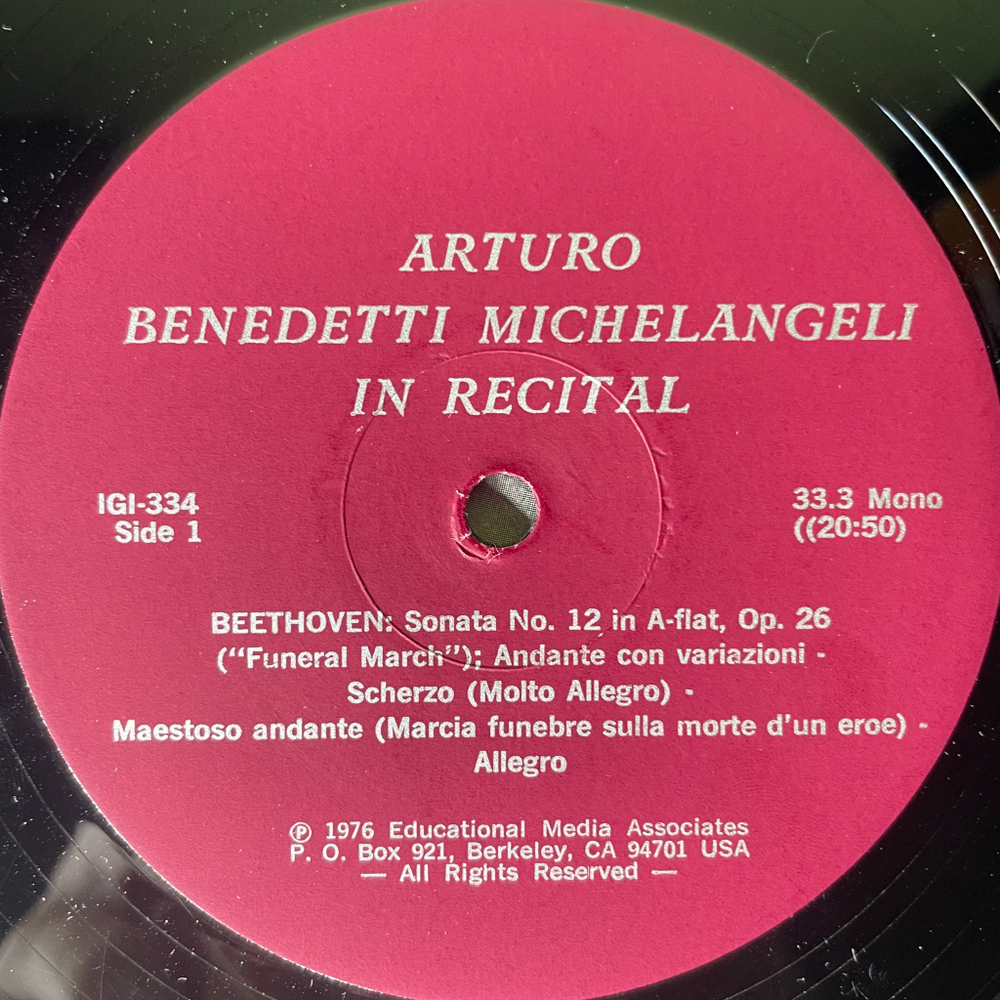 ARTURO
BENEDETTI MICHELANGELI
IN RECITAL
IGI-334
Side 1
33.3 Mono
((20:50)
BEETHOVEN: Sonata No. 12 in A-flat, Op. 26
(“Funeral March”); Andante con variazioni -
Scherzo (Molto Allegro) -
Maestoso andante (Marcia funebre sulla morte d'un eroe) -
Allegro
℗ 1976 Educational Media Associates
P. O. Box 921, Berkeley, CA 94701 USA
— All Rights Reserved —